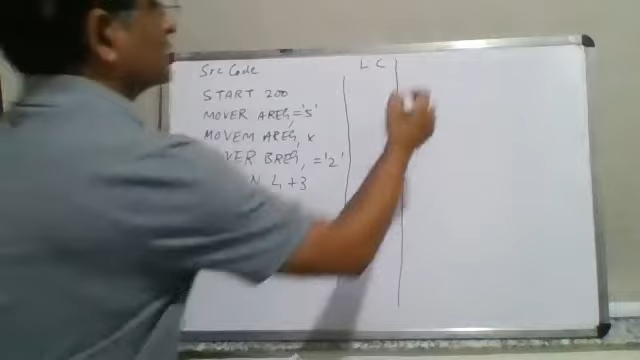 Src Code
L C
START 200
MOVER AREG, ='5'
MOVEM AREG, X
VER BREG, ='2'
N L+3